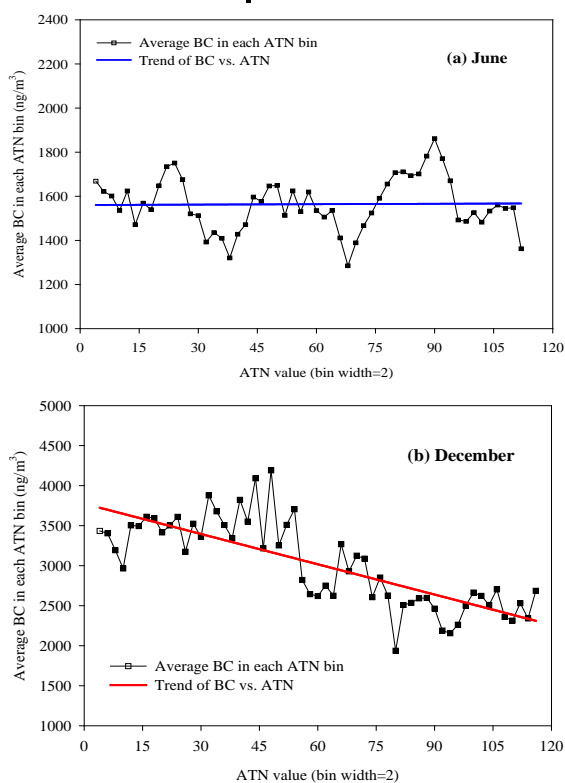 2400
2200
2000
1800
1600
1400
1200
1000
Average BC in each ATN bin (ng/m³)
Average BC in each ATN bin
Trend of BC vs. ATN
(a) June
0 15 30 45 60 75 90 105 120
ATN value (bin width=2)
5000
4500
4000
3500
3000
2500
2000
1500
1000
Average BC in each ATN bin (ng/m³)
(b) December
Average BC in each ATN bin
Trend of BC vs. ATN
0 15 30 45 60 75 90 105 120
ATN value (bin width=2)